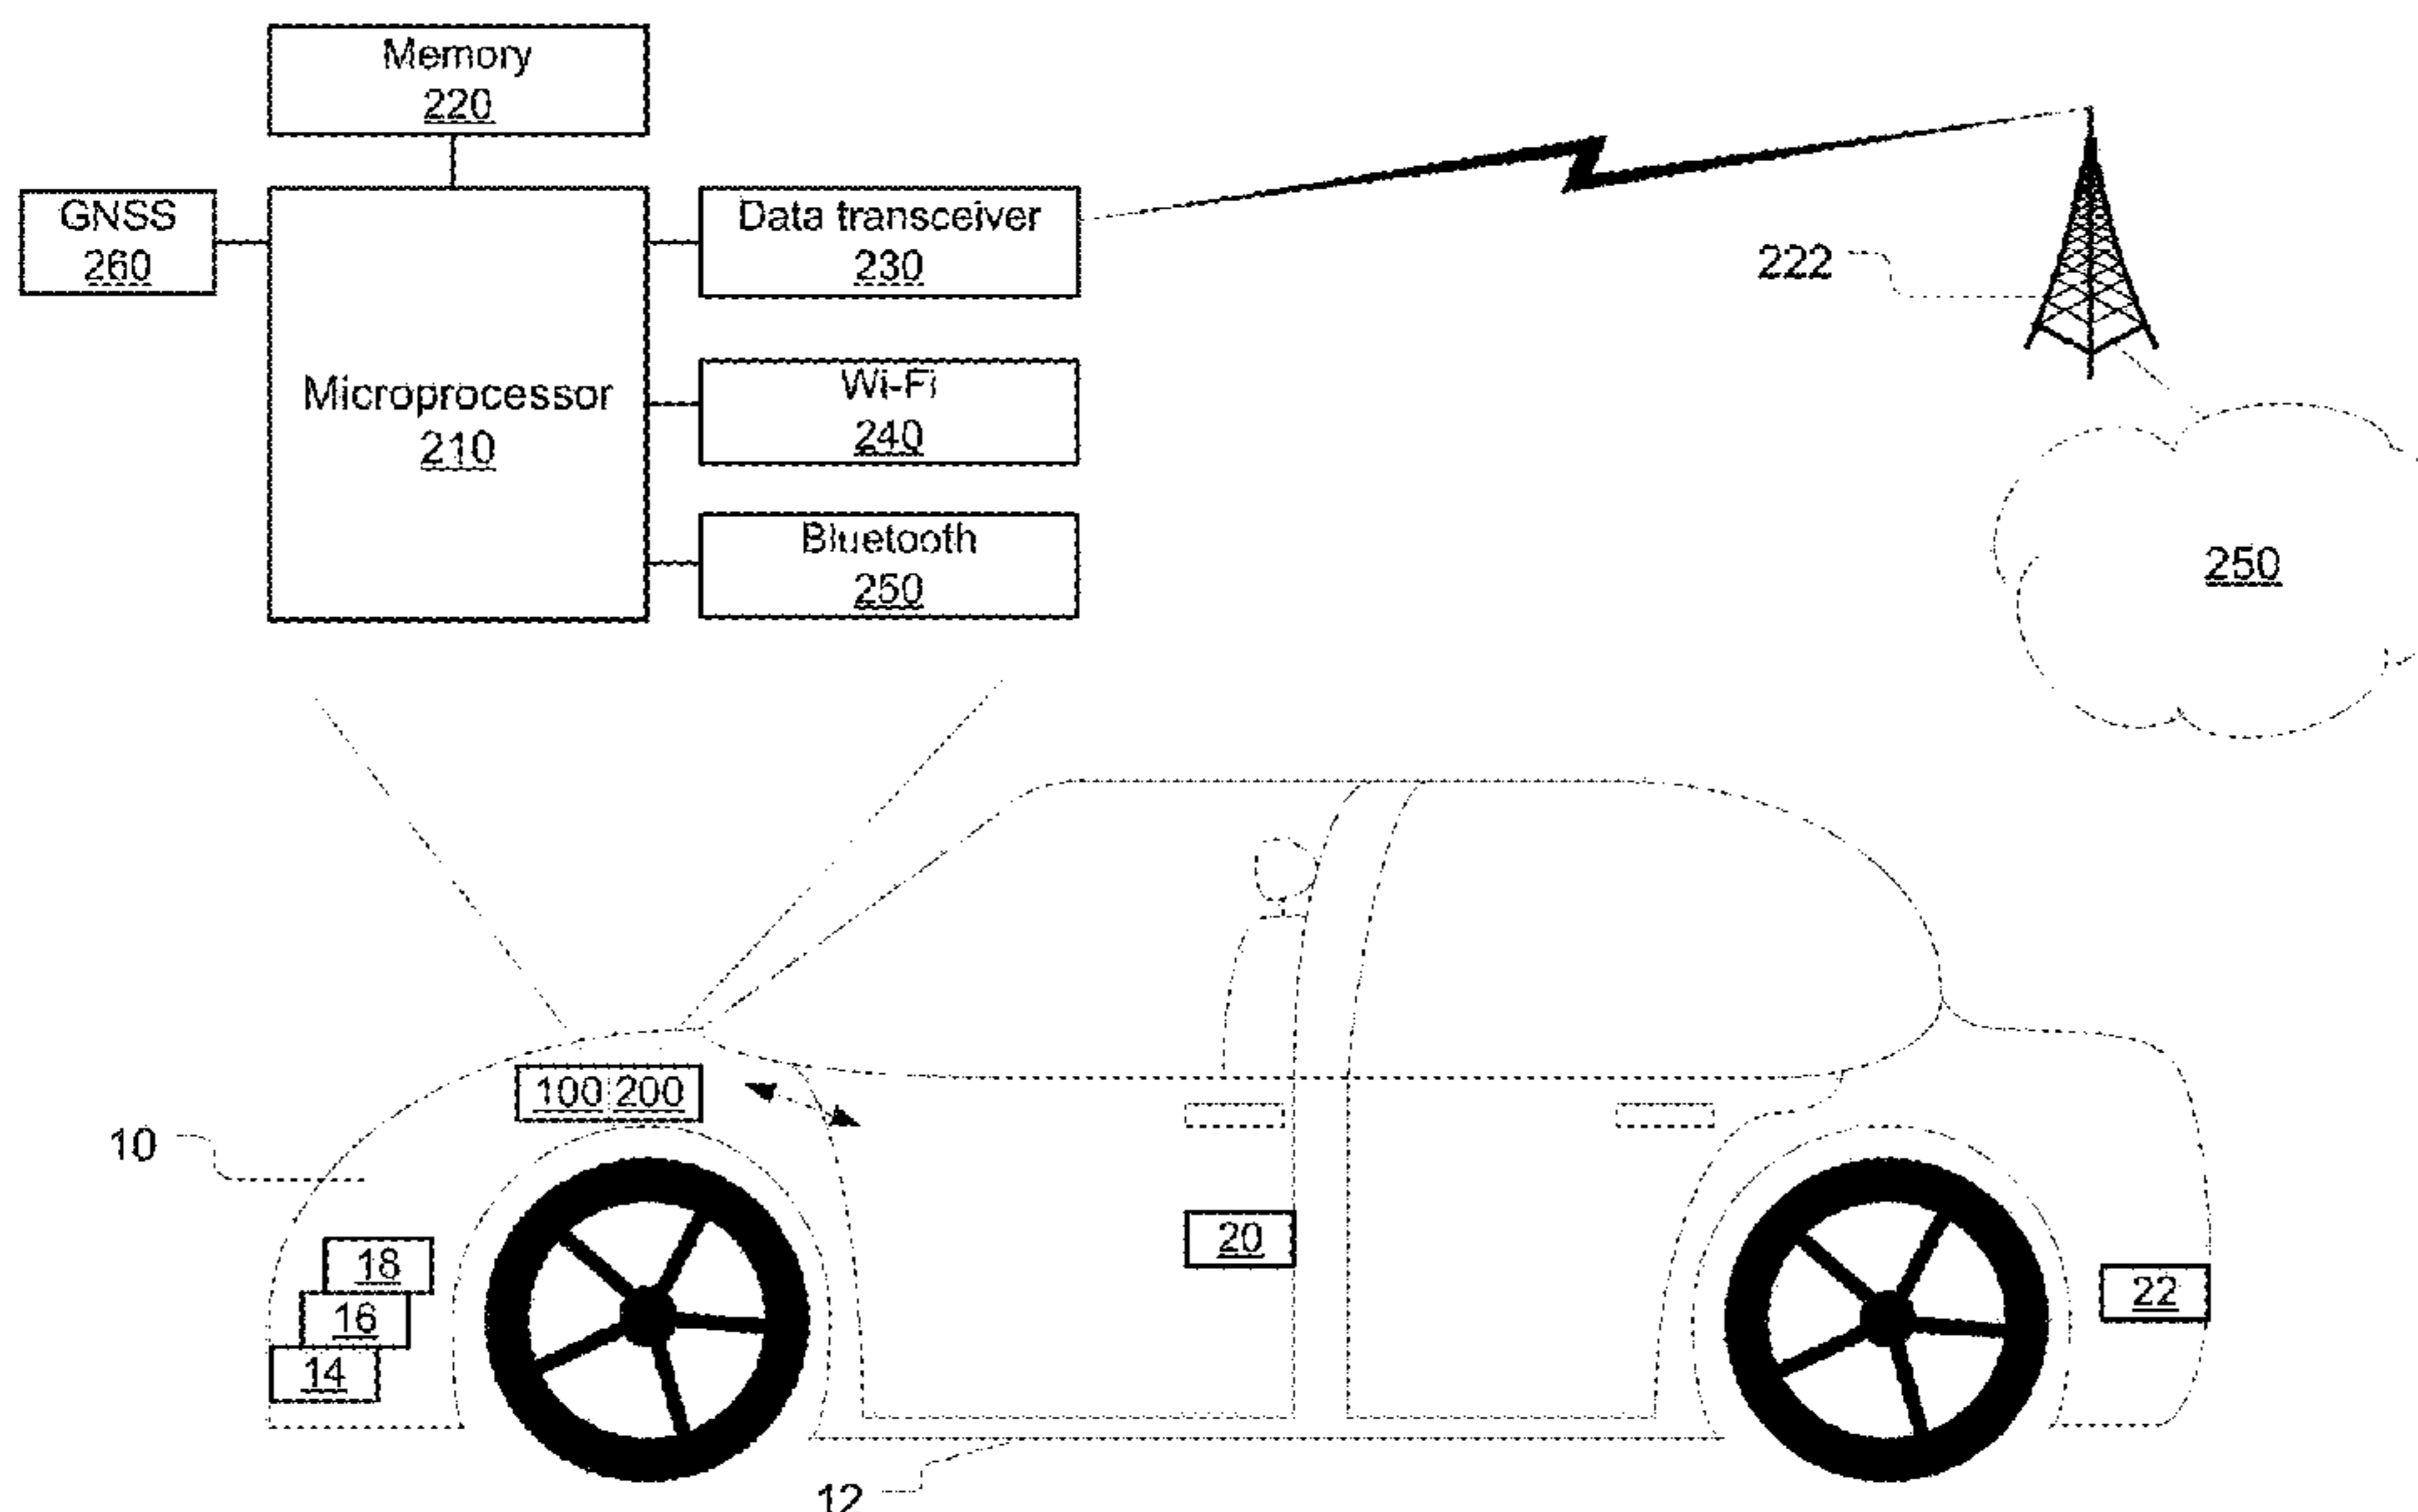 Memory
220
GNSS
260
Data transceiver
230
222
Wi-Fi
240
Microprocessor
210
Bluetooth
250
250
100 200
10
20
18
22
16
14
12